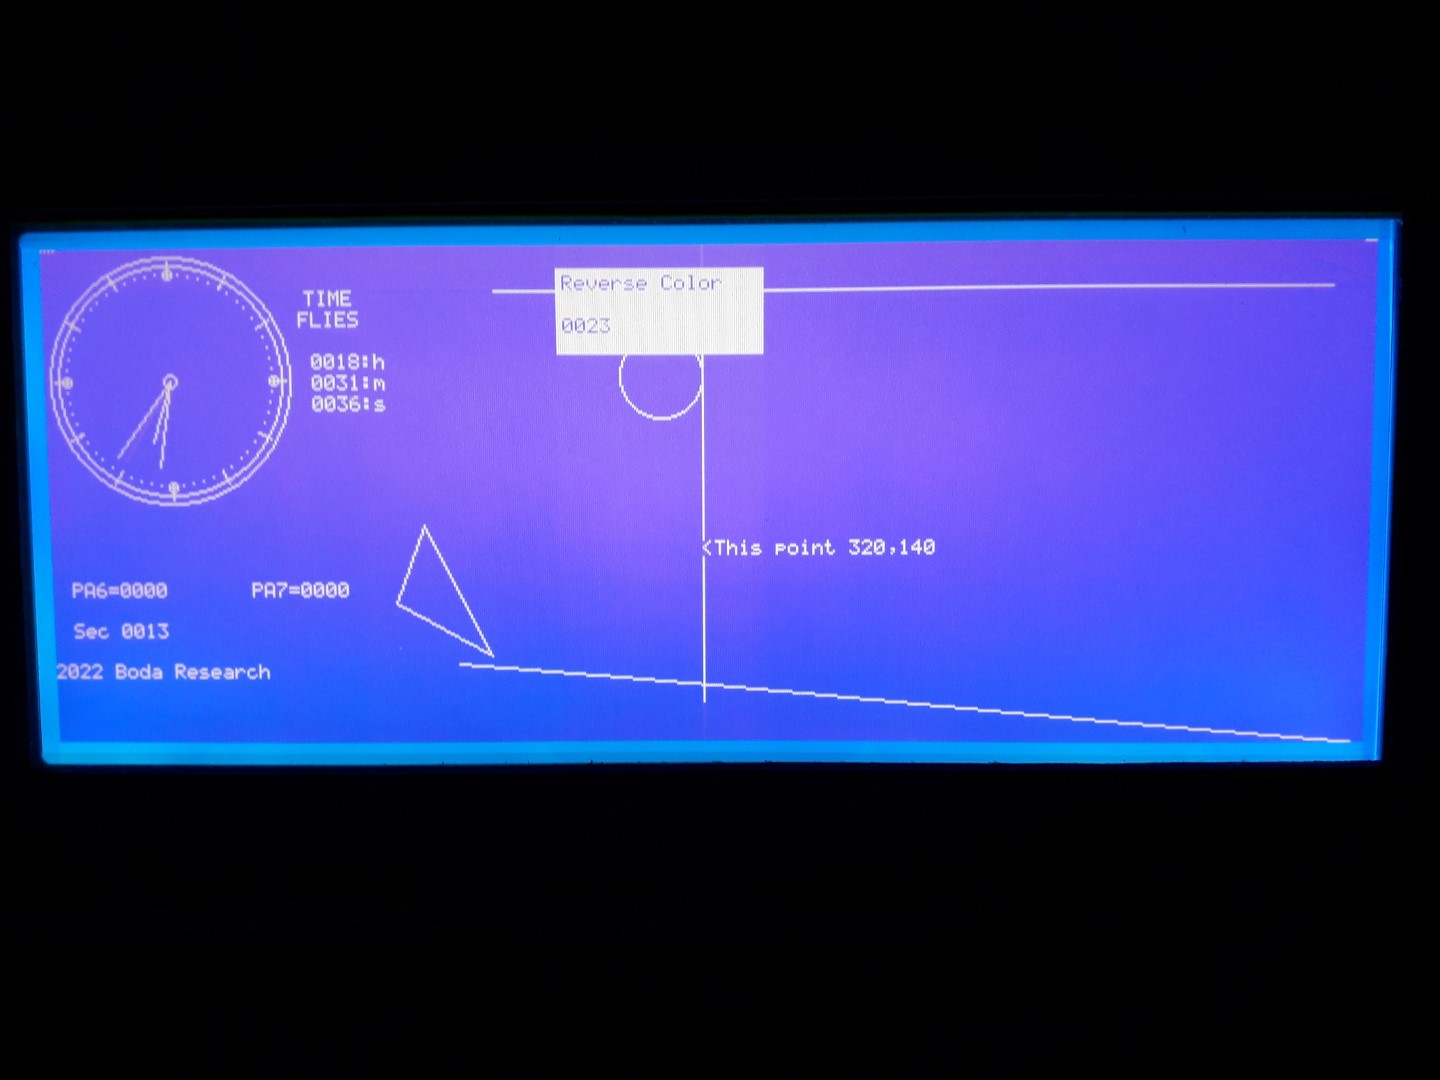 Reverse Color
TIME
FLIES
0023
0018:h
0031:m
0036:s
<This point 320,140
PA6=0000 PA7=0000
Sec 0013
2022 Boda Research